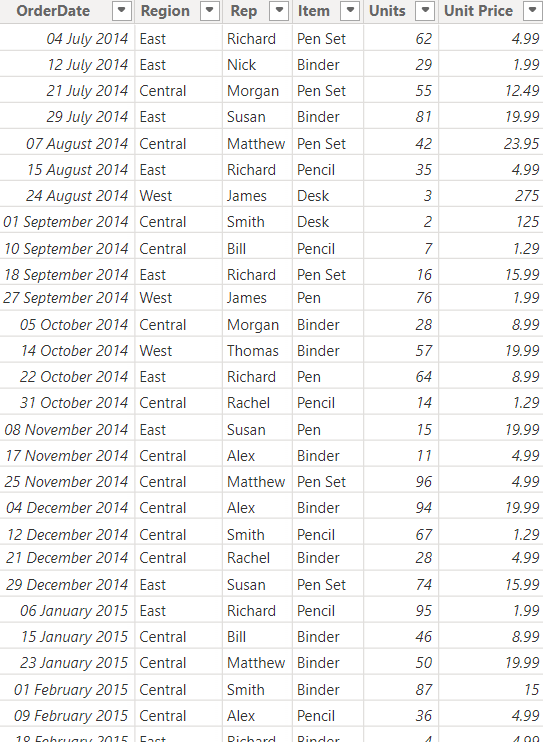 OrderDate Region Rep Item Units Unit Price
04 July 2014 East Richard Pen Set 62 4.99
12 July 2014 East Nick Binder 29 1.99
21 July 2014 Central Morgan Pen Set 55 12.49
29 July 2014 East Susan Binder 81 19.99
07 August 2014 Central Matthew Pen Set 42 23.95
15 August 2014 East Richard Pencil 35 4.99
24 August 2014 West James Desk 3 275
01 September 2014 Central Smith Desk 2 125
10 September 2014 Central Bill Pencil 7 1.29
18 September 2014 East Richard Pen Set 16 15.99
27 September 2014 West James Pen 76 1.99
05 October 2014 Central Morgan Binder 28 8.99
14 October 2014 West Thomas Binder 57 19.99
22 October 2014 East Richard Pen 64 8.99
31 October 2014 Central Rachel Pencil 14 1.29
08 November 2014 East Susan Pen 15 19.99
17 November 2014 Central Alex Binder 11 4.99
25 November 2014 Central Matthew Pen Set 96 4.99
04 December 2014 Central Alex Binder 94 19.99
12 December 2014 Central Smith Pencil 67 1.29
21 December 2014 Central Rachel Binder 28 4.99
29 December 2014 East Susan Pen Set 74 15.99
06 January 2015 East Richard Pencil 95 1.99
15 January 2015 Central Bill Binder 46 8.99
23 January 2015 Central Matthew Binder 50 19.99
01 February 2015 Central Smith Binder 87 15
09 February 2015 Central Alex Pencil 36 4.99
18 February 2015 East Richard Binder 4 4.99